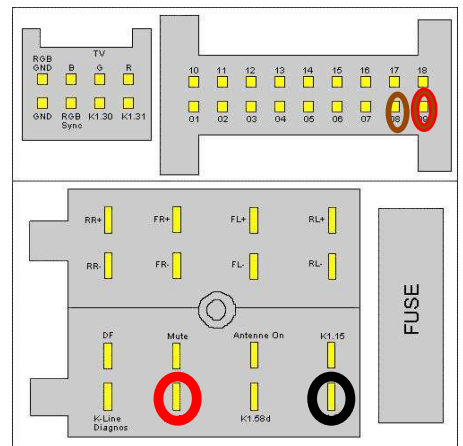 TV
RGB GND B G R
GND RGB Sync K1.30 K1.31
10 11 12 13 14 15 16 17 18
01 02 03 04 05 06 07 08 09
RR+ FR+ FL+ RL+
RR- FR- FL- RL-
DF Mute Antenne On K1.15
K-Line Diagnos K1.58d
FUSE